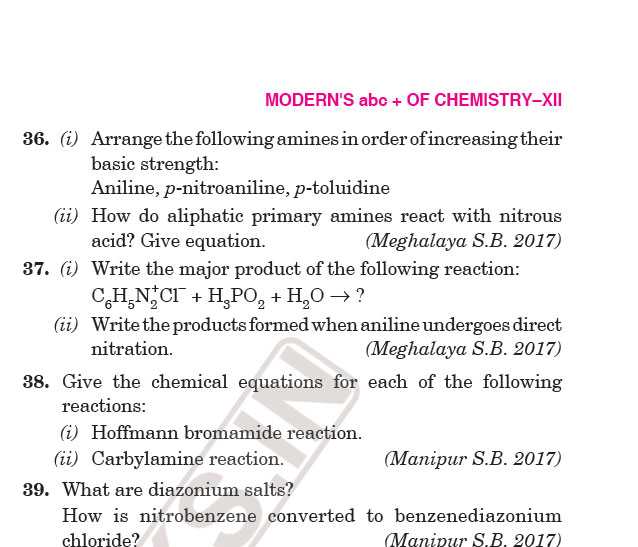 MODERN'S abc + OF CHEMISTRY–XII
36. (i) Arrange the following amines in order of increasing their
basic strength:
Aniline, p-nitroaniline, p-toluidine
(ii) How do aliphatic primary amines react with nitrous
acid? Give equation. (Meghalaya S.B. 2017)
37. (i) Write the major product of the following reaction:
C₆H₅N₂⁺Cl⁻ + H₃PO₂ + H₂O → ?
(ii) Write the products formed when aniline undergoes direct
nitration. (Meghalaya S.B. 2017)
38. Give the chemical equations for each of the following
reactions:
(i) Hoffmann bromamide reaction.
(ii) Carbylamine reaction. (Manipur S.B. 2017)
39. What are diazonium salts?
How is nitrobenzene converted to benzenediazonium
chloride? (Manipur S.B. 2017)